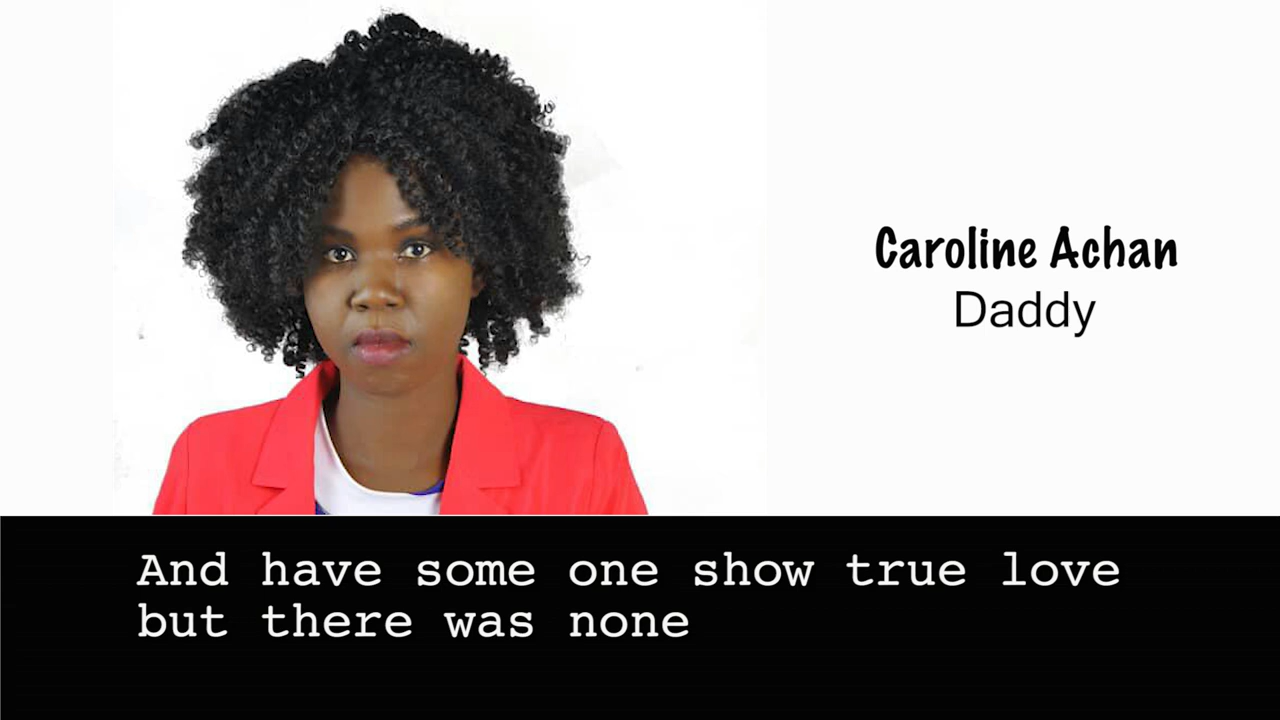 Caroline Achan
Daddy
And have some one show true love
but there was none